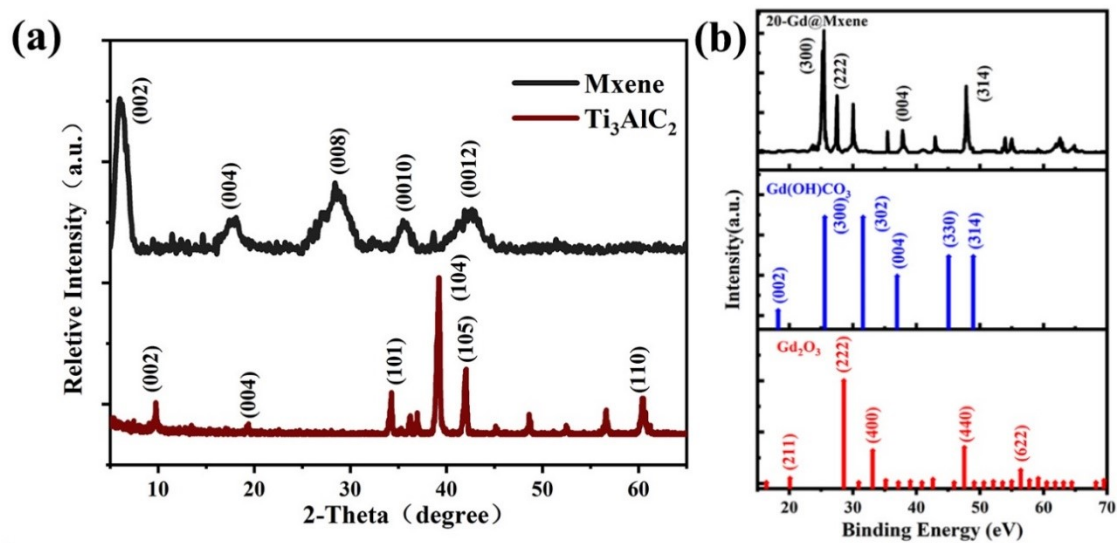 (a)
Reletive Intensity（a.u.）
Mxene
Ti₃AlC₂
(002)
(004)
(008)
(0010)
(0012)
(002)
(004)
(101)
(104)
(105)
(110)
10 20 30 40 50 60
2-Theta（degree）
(b)
20-Gd@Mxene
(300)
(222)
(004)
(314)
Gd(OH)CO₃
(002)
(300)
(302)
(004)
(330)
(314)
Intensity(a.u.)
Gd₂O₃
(211)
(222)
(400)
(440)
(622)
20 30 40 50 60 70
Binding Energy (eV)